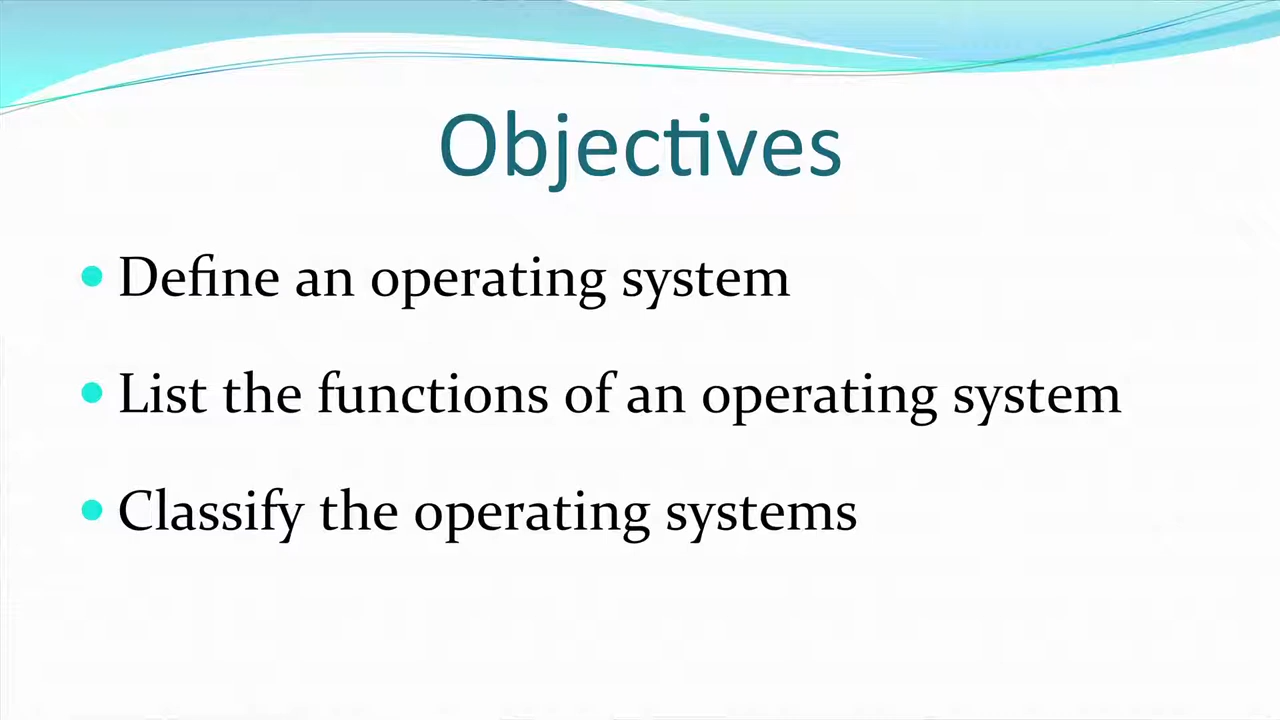 Objectives
• Define an operating system
• List the functions of an operating system
• Classify the operating systems